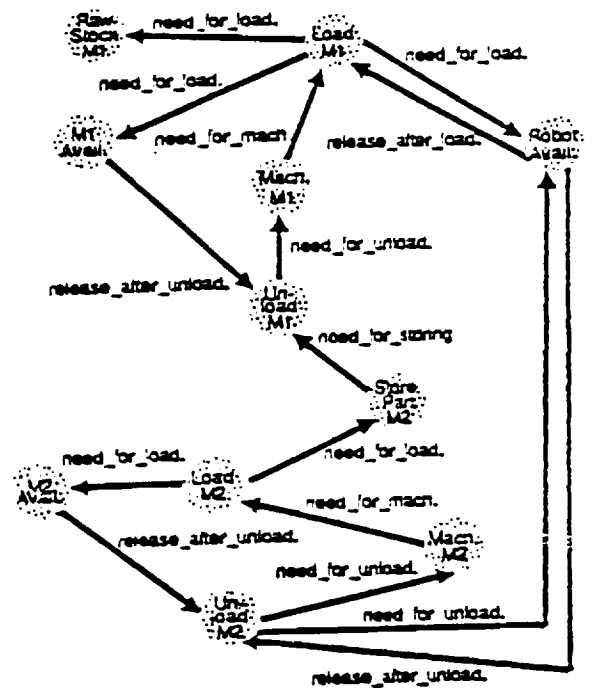 need_for_load.
Raw
Stock
M1
Load
M1
need_for_load.
need_for_load.
M1
Avail.
need_for_mach
release_after_load.
Robot
Avail.
Mach.
M1
need_for_unload.
release_after_unload.
Un-
load
M1
need_for_storing
Store
Part
M2
need_for_load.
need_for_load.
M2
Avail.
Load
M2
need_for_mach.
release_after_unload.
Mach.
M2
need_for_unload.
Un-
load
M2
need_for_unload.
release_after_unload.